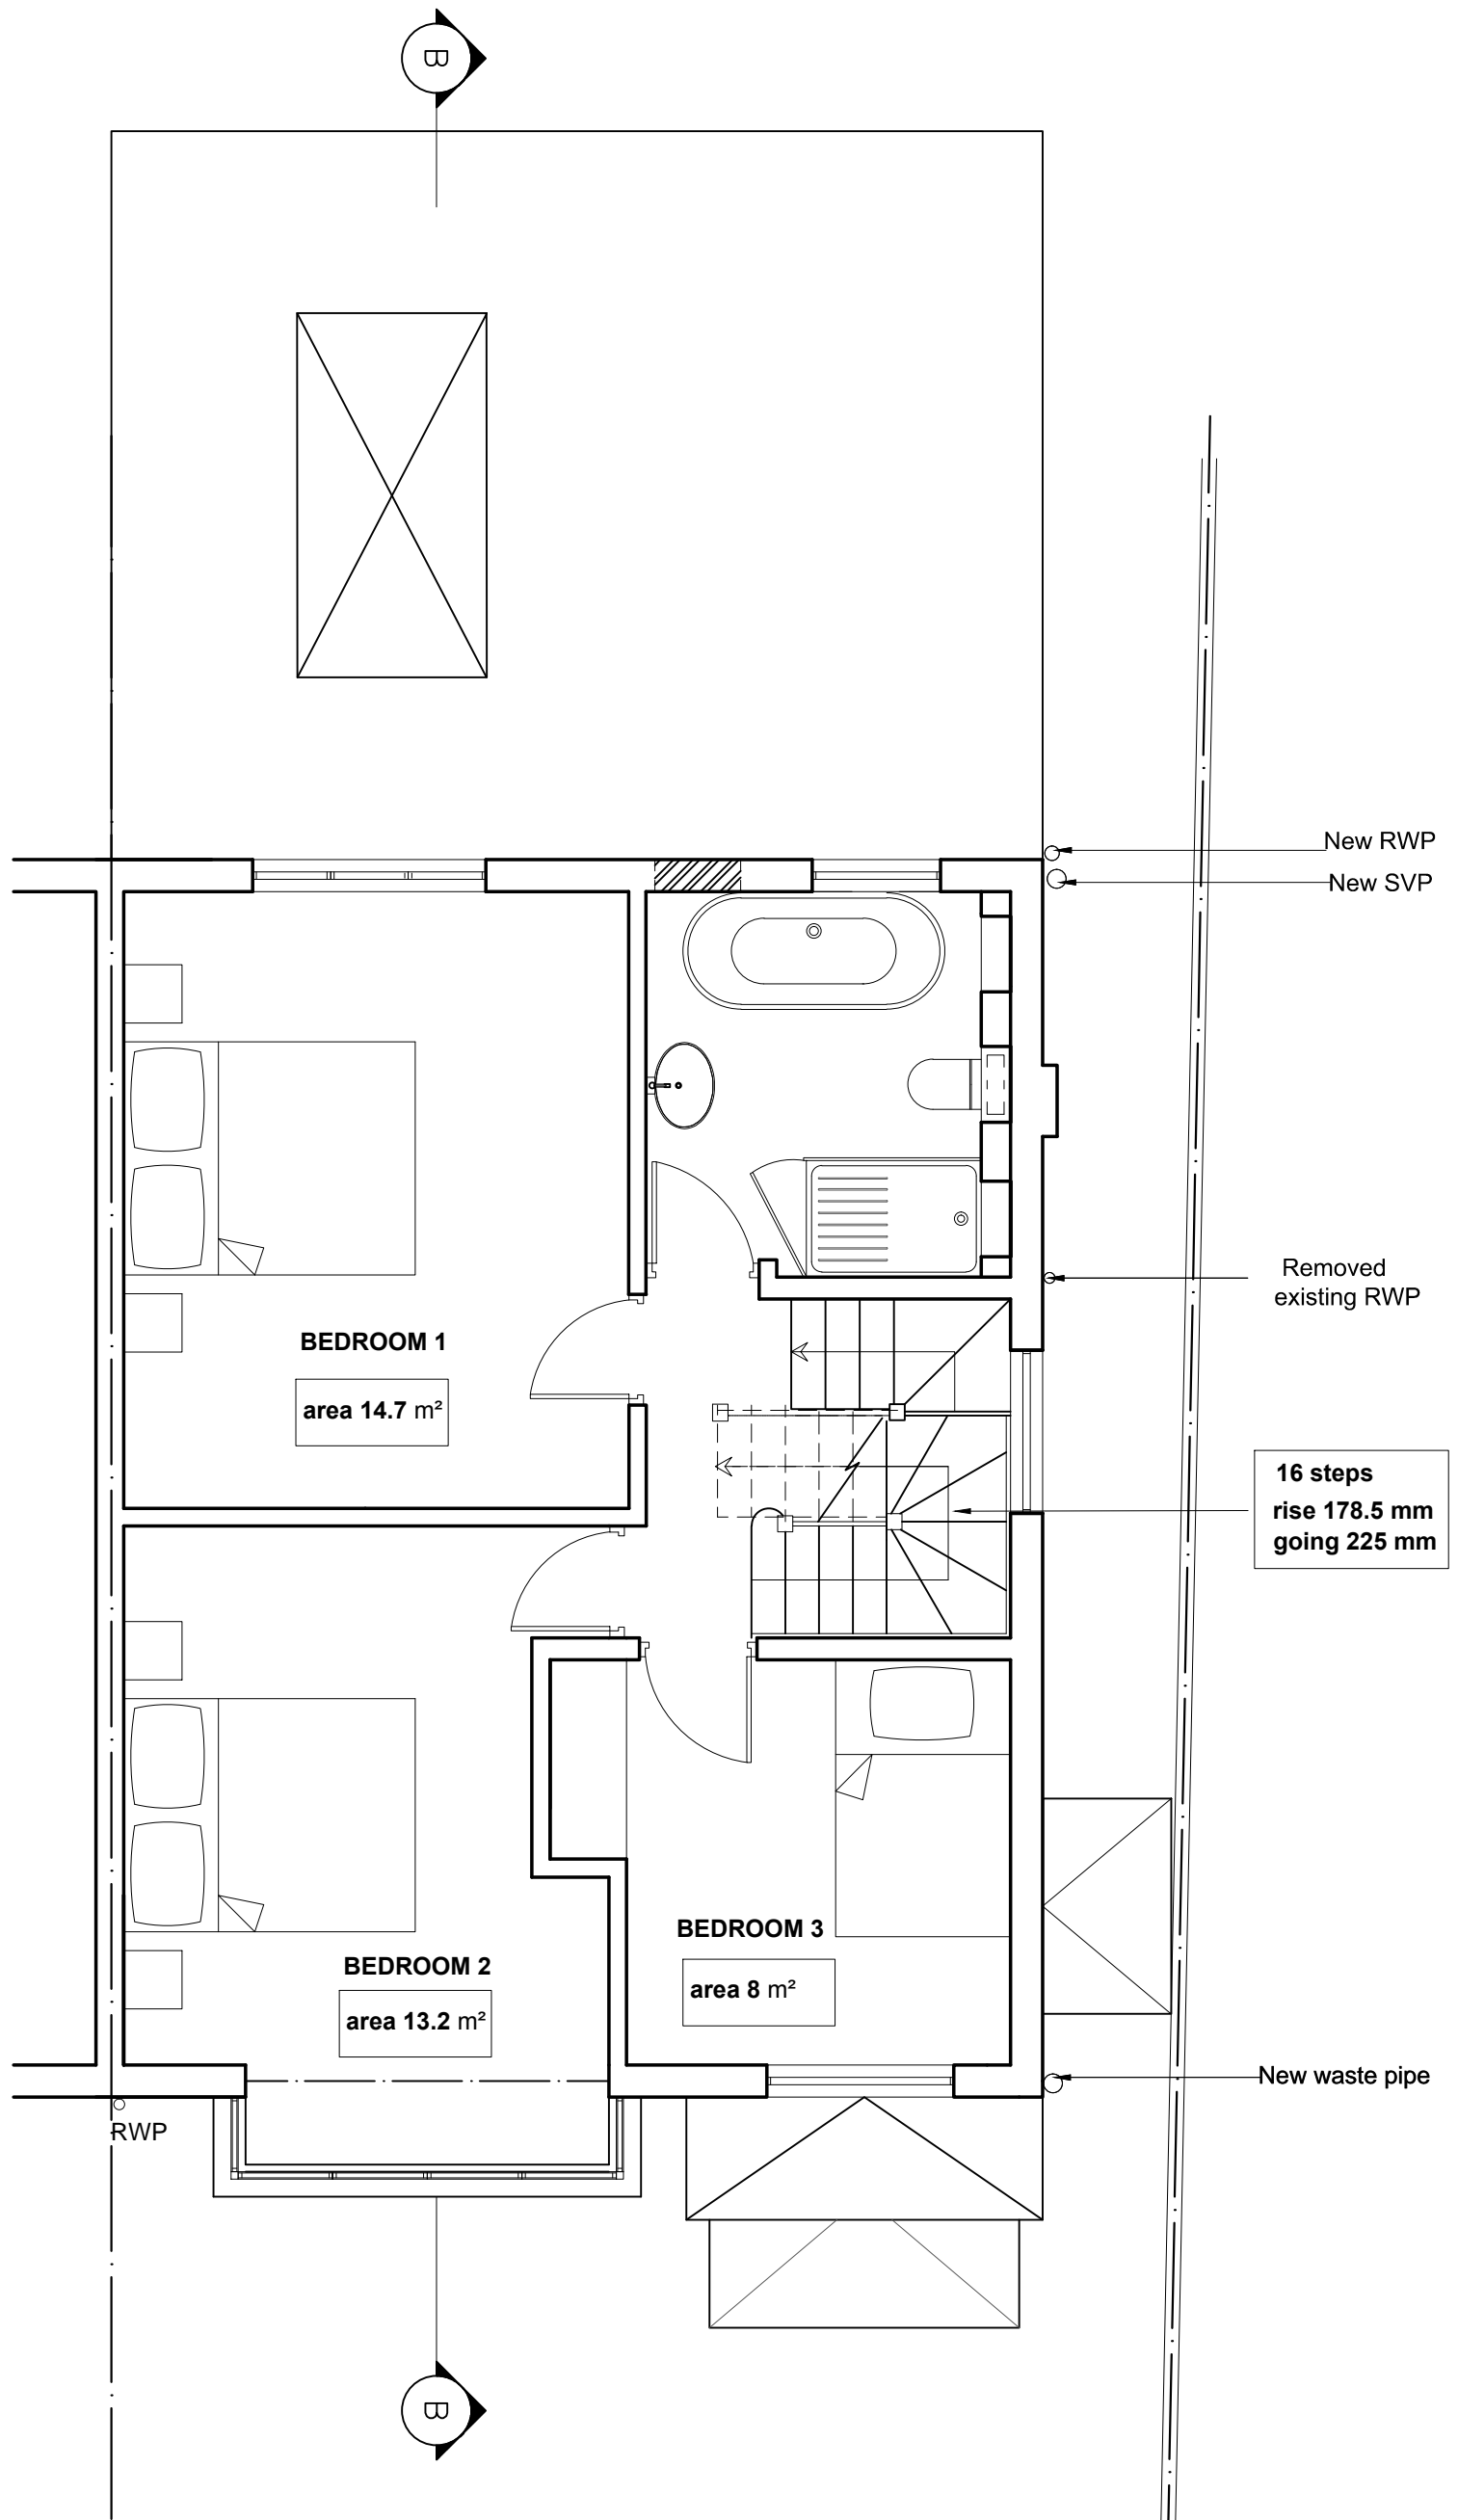 B
New RWP
New SVP
Removed
existing RWP
BEDROOM 1
area 14.7 m²
16 steps
rise 178.5 mm
going 225 mm
BEDROOM 3
area 8 m²
BEDROOM 2
area 13.2 m²
New waste pipe
RWP
B